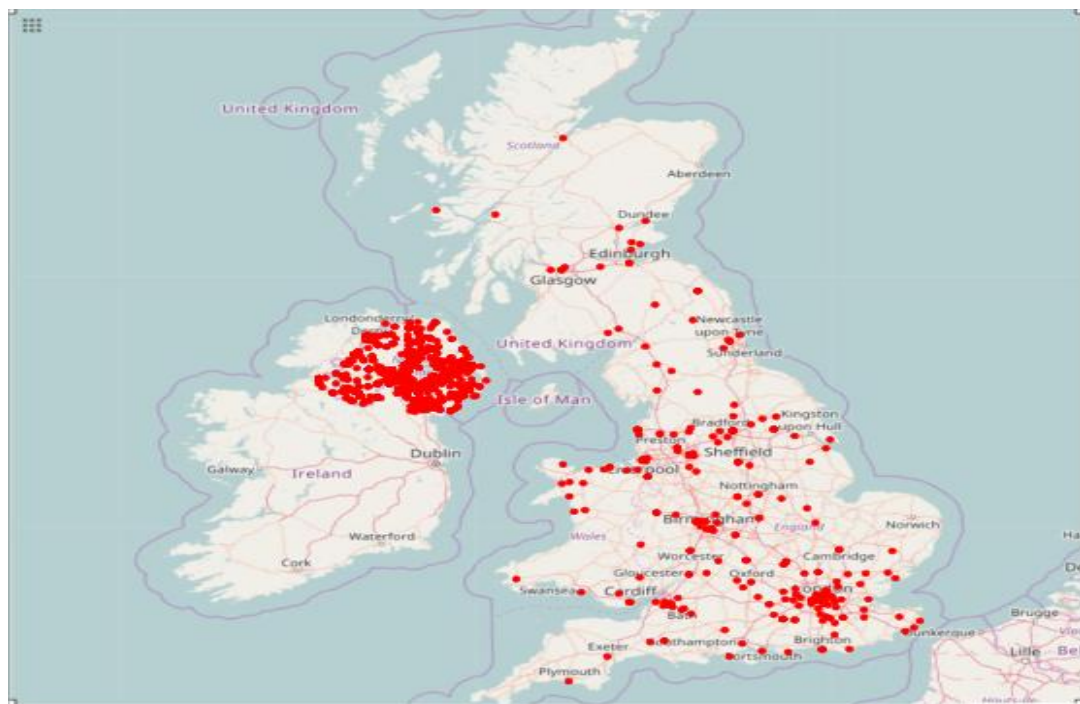 United Kingdom
Scotland
Aberdeen
Dundee
Edinburgh
Glasgow
Londonderry/
Newcastle
upon Tyne
United Kingdom
Sunderland
Isle of Man
Kingston
upon Hull
Bradford
Preston
Dublin
Sheffield
Galway
Ireland
Nottingham
Norwich
England
Waterford
Wales
Worcester
Cambridge
Cork
Gloucester
Oxford
Swansea
Cardiff
Brugge
Exeter
Brighton
Lille
Plymouth